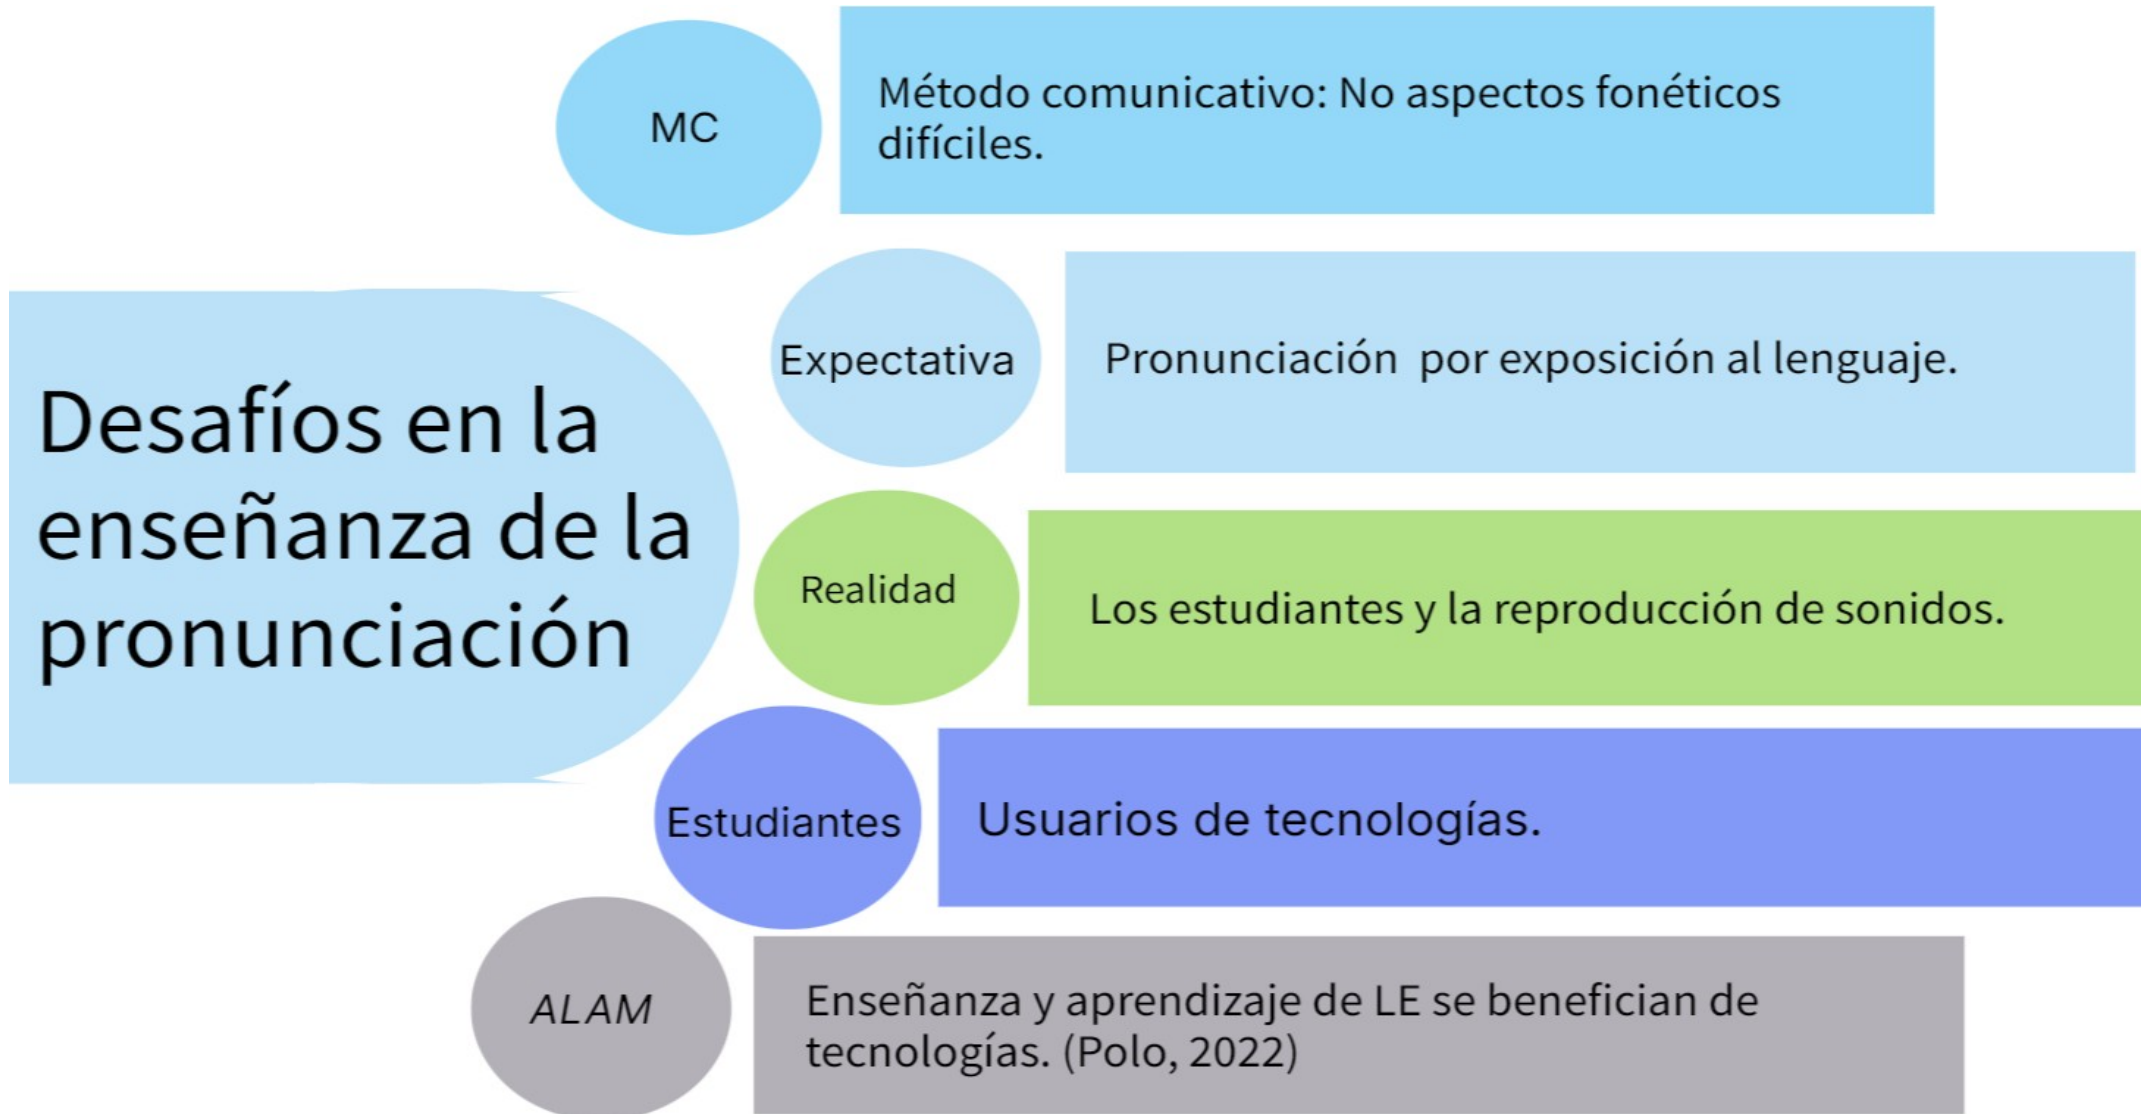 Desafíos en la
enseñanza de la
pronunciación
MC
Método comunicativo: No aspectos fonéticos
difíciles.
Expectativa
Pronunciación  por exposición al lenguaje.
Realidad
Los estudiantes y la reproducción de sonidos.
Estudiantes
Usuarios de tecnologías.
ALAM
Enseñanza y aprendizaje de LE se benefician de
tecnologías. (Polo, 2022)